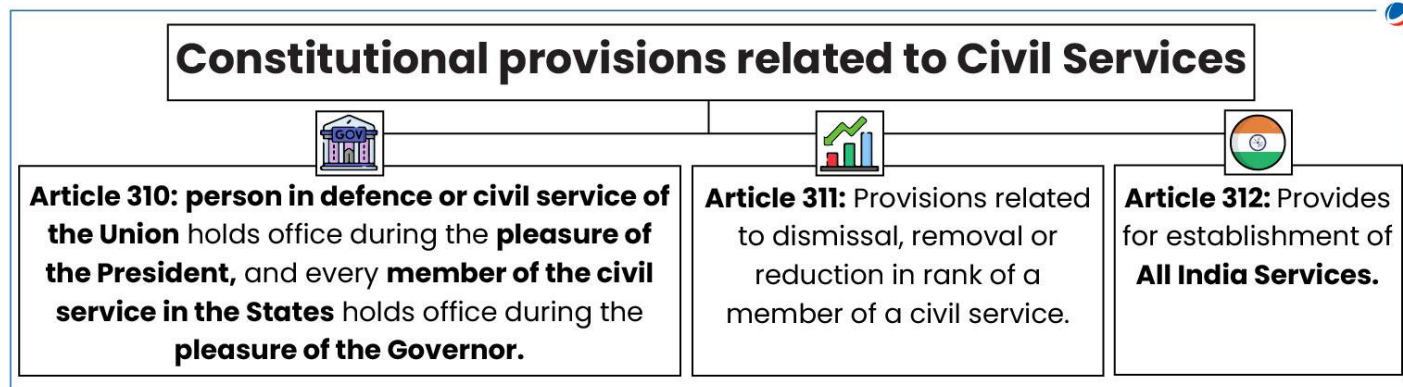 Constitutional provisions related to Civil Services
GOV
Article 310: person in defence or civil service of
the Union holds office during the pleasure of
the President, and every member of the civil
service in the States holds office during the
pleasure of the Governor.
Article 311: Provisions related
to dismissal, removal or
reduction in rank of a
member of a civil service.
Article 312: Provides
for establishment of
All India Services.